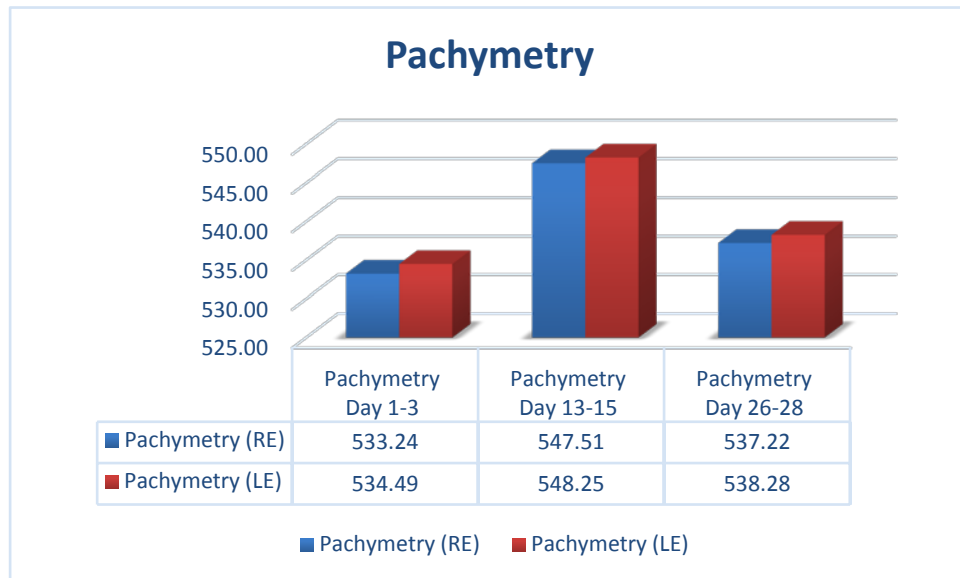 Pachymetry
550.00
545.00
540.00
535.00
530.00
525.00
Pachymetry Pachymetry Pachymetry
Day 1-3 Day 13-15 Day 26-28
Pachymetry (RE) 533.24 547.51 537.22
Pachymetry (LE) 534.49 548.25 538.28
Pachymetry (RE) Pachymetry (LE)